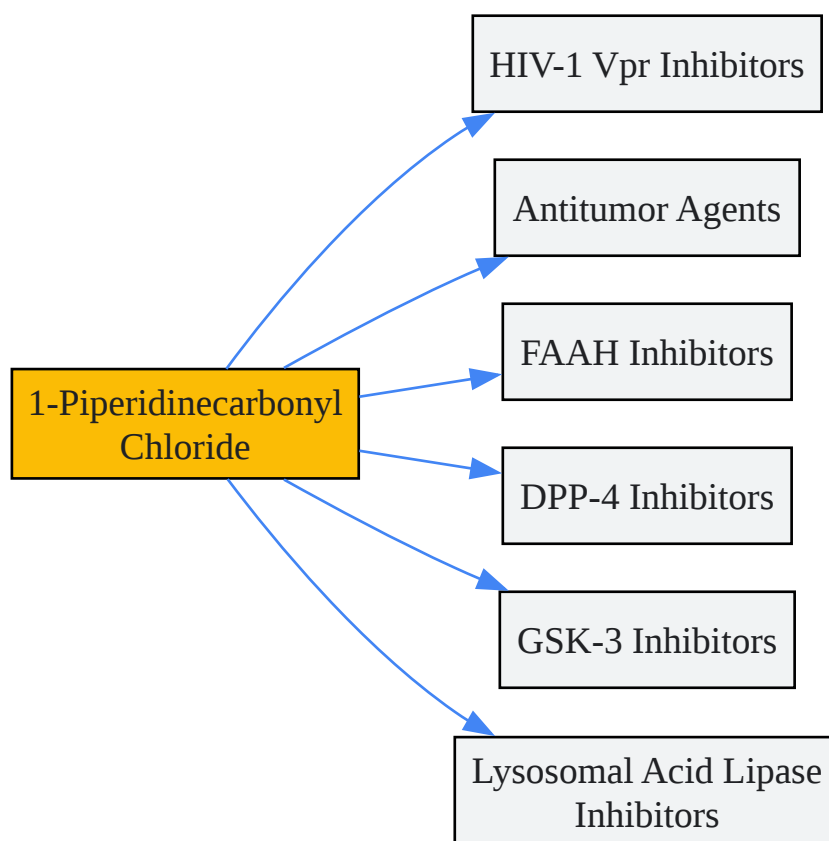 HIV-1 Vpr Inhibitors
Antitumor Agents
FAAH Inhibitors
1-Piperidinecarbonyl
Chloride
DPP-4 Inhibitors
GSK-3 Inhibitors
Lysosomal Acid Lipase
Inhibitors